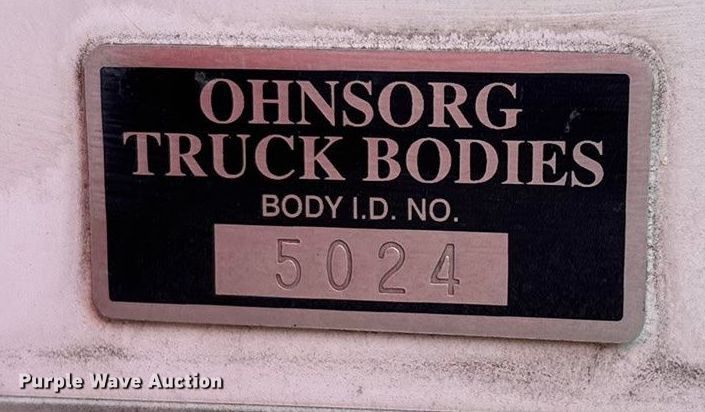 OHNSORG
TRUCK BODIES
BODY I.D. NO.
5024
Purple Wave Auction